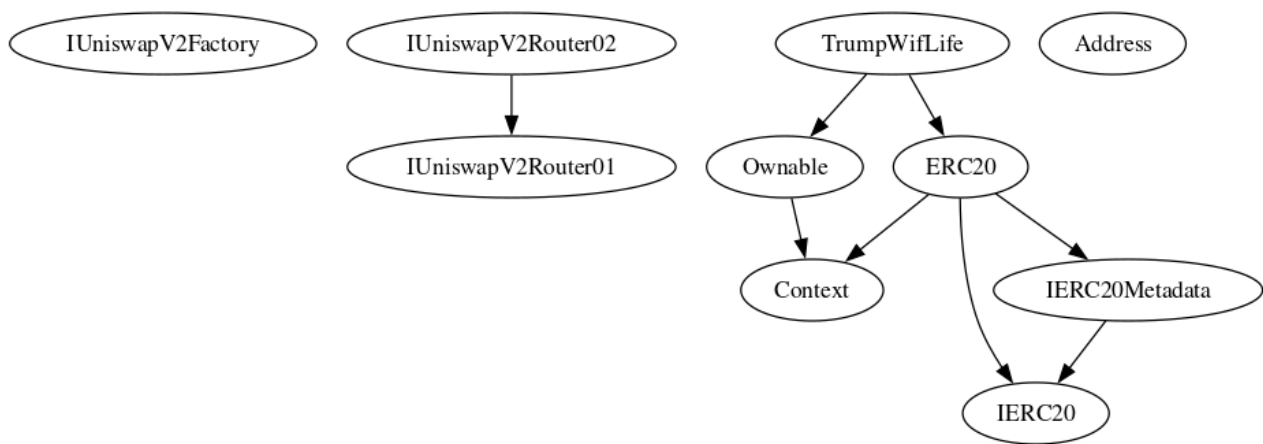 IUniswapV2Factory
IUniswapV2Router02
TrumpWifLife
Address
IUniswapV2Router01
Ownable
ERC20
Context
IERC20Metadata
IERC20